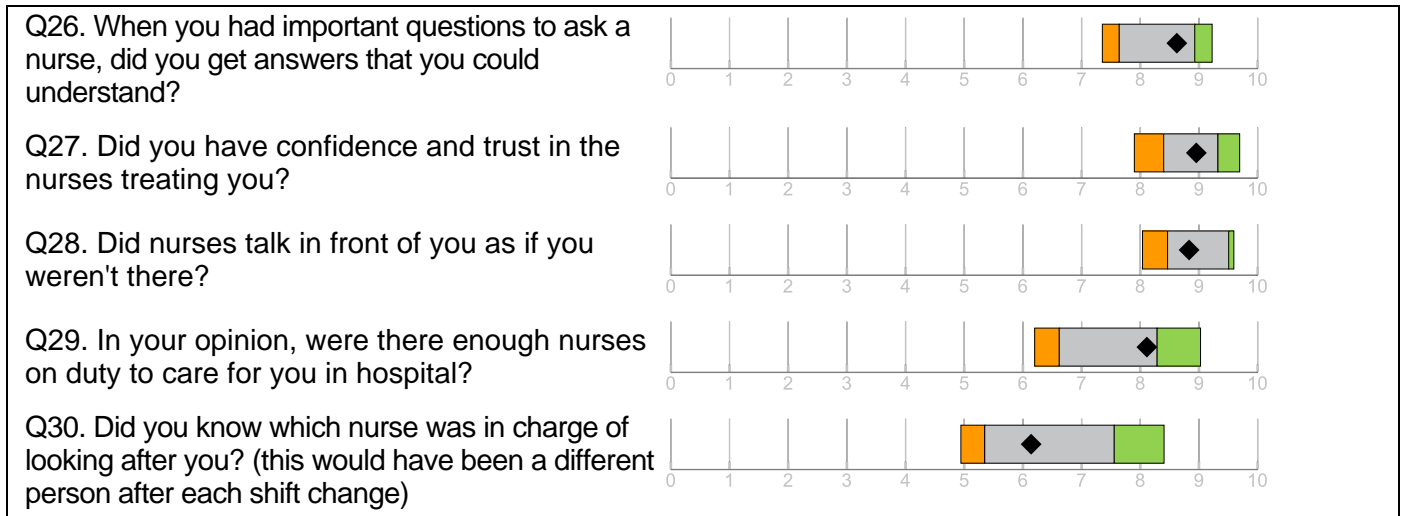 Q26. When you had important questions to ask a
nurse, did you get answers that you could
understand?
0 1 2 3 4 5 6 7 8 9 10
Q27. Did you have confidence and trust in the
nurses treating you?
0 1 2 3 4 5 6 7 8 9 10
Q28. Did nurses talk in front of you as if you
weren't there?
0 1 2 3 4 5 6 7 8 9 10
Q29. In your opinion, were there enough nurses
on duty to care for you in hospital?
0 1 2 3 4 5 6 7 8 9 10
Q30. Did you know which nurse was in charge of
looking after you? (this would have been a different
person after each shift change)
0 1 2 3 4 5 6 7 8 9 10